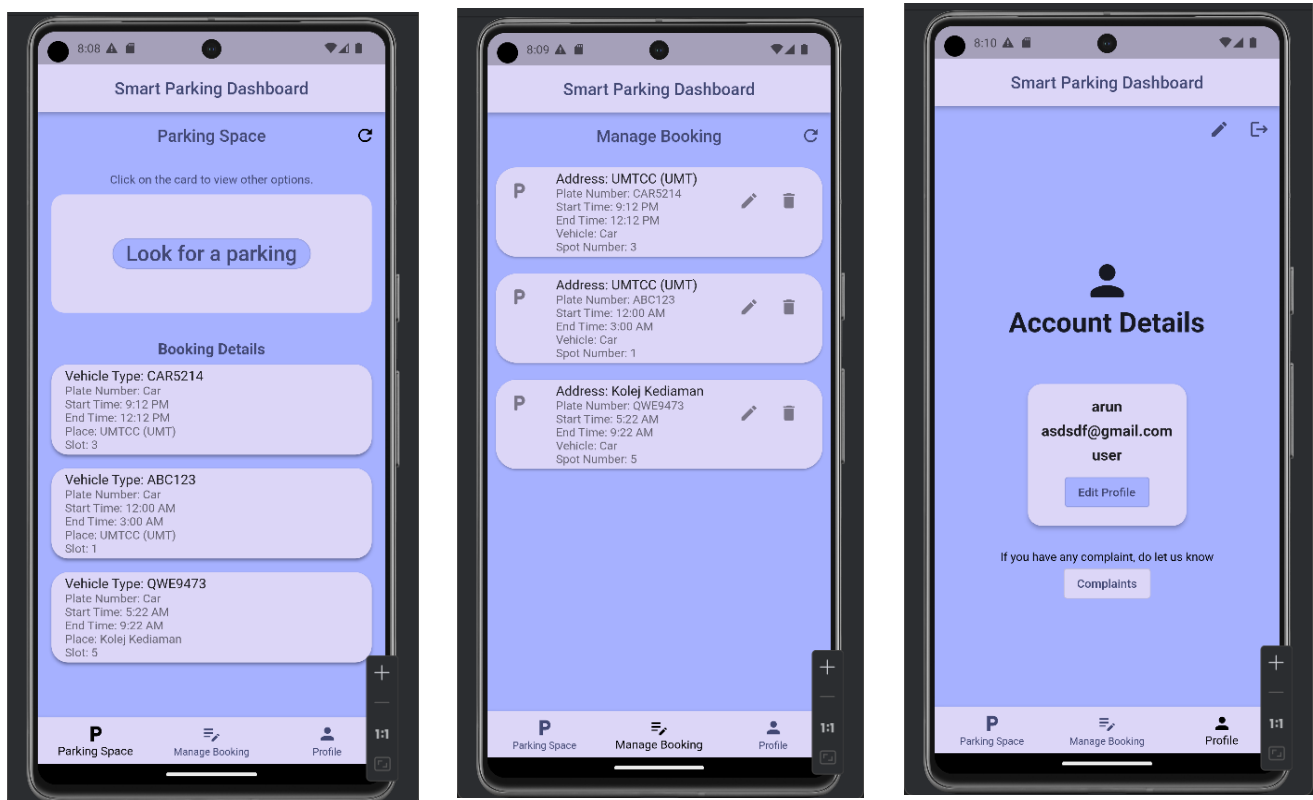 8:08
Smart Parking Dashboard
Parking Space
Click on the card to view other options.
Look for a parking
Booking Details
Vehicle Type: CAR5214
Plate Number: Car
Start Time: 9:12 PM
End Time: 12:12 PM
Place: UMTCC (UMT)
Slot: 3
Vehicle Type: ABC123
Plate Number: Car
Start Time: 12:00 AM
End Time: 3:00 AM
Place: UMTCC (UMT)
Slot: 1
Vehicle Type: QWE9473
Plate Number: Car
Start Time: 5:22 AM
End Time: 9:22 AM
Place: Kolej Kediaman
Slot: 5
P
Parking Space
Manage Booking
Profile
1:1
8:09
Smart Parking Dashboard
Manage Booking
P
Address: UMTCC (UMT)
Plate Number: CAR5214
Start Time: 9:12 PM
End Time: 12:12 PM
Vehicle: Car
Spot Number: 3
P
Address: UMTCC (UMT)
Plate Number: ABC123
Start Time: 12:00 AM
End Time: 3:00 AM
Vehicle: Car
Spot Number: 1
P
Address: Kolej Kediaman
Plate Number: QWE9473
Start Time: 5:22 AM
End Time: 9:22 AM
Vehicle: Car
Spot Number: 5
P
Parking Space
Manage Booking
Profile
1:1
8:10
Smart Parking Dashboard
Account Details
arun
asdsdf@gmail.com
user
Edit Profile
If you have any complaint, do let us know
Complaints
P
Parking Space
Manage Booking
Profile
1:1